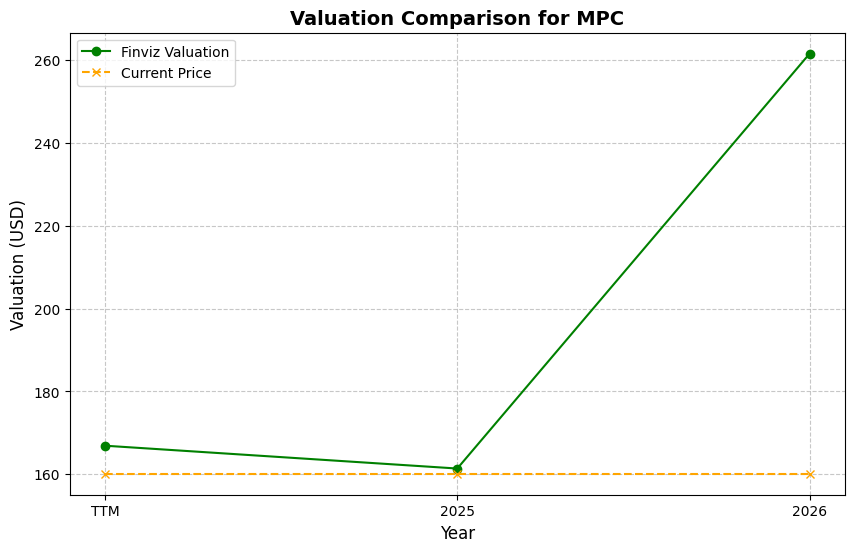 Valuation Comparison for MPC
Finviz Valuation
Current Price
Valuation (USD)
260
240
220
200
180
160
TTM
2025
2026
Year